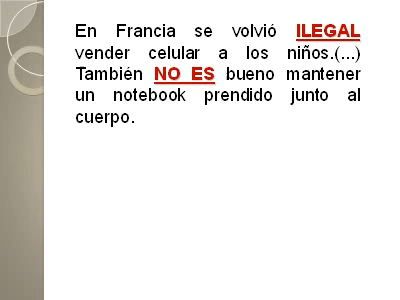 En Francia se volvió ILEGAL
vender celular a los niños.(...)
También NO ES bueno mantener
un notebook prendido junto al
cuerpo.